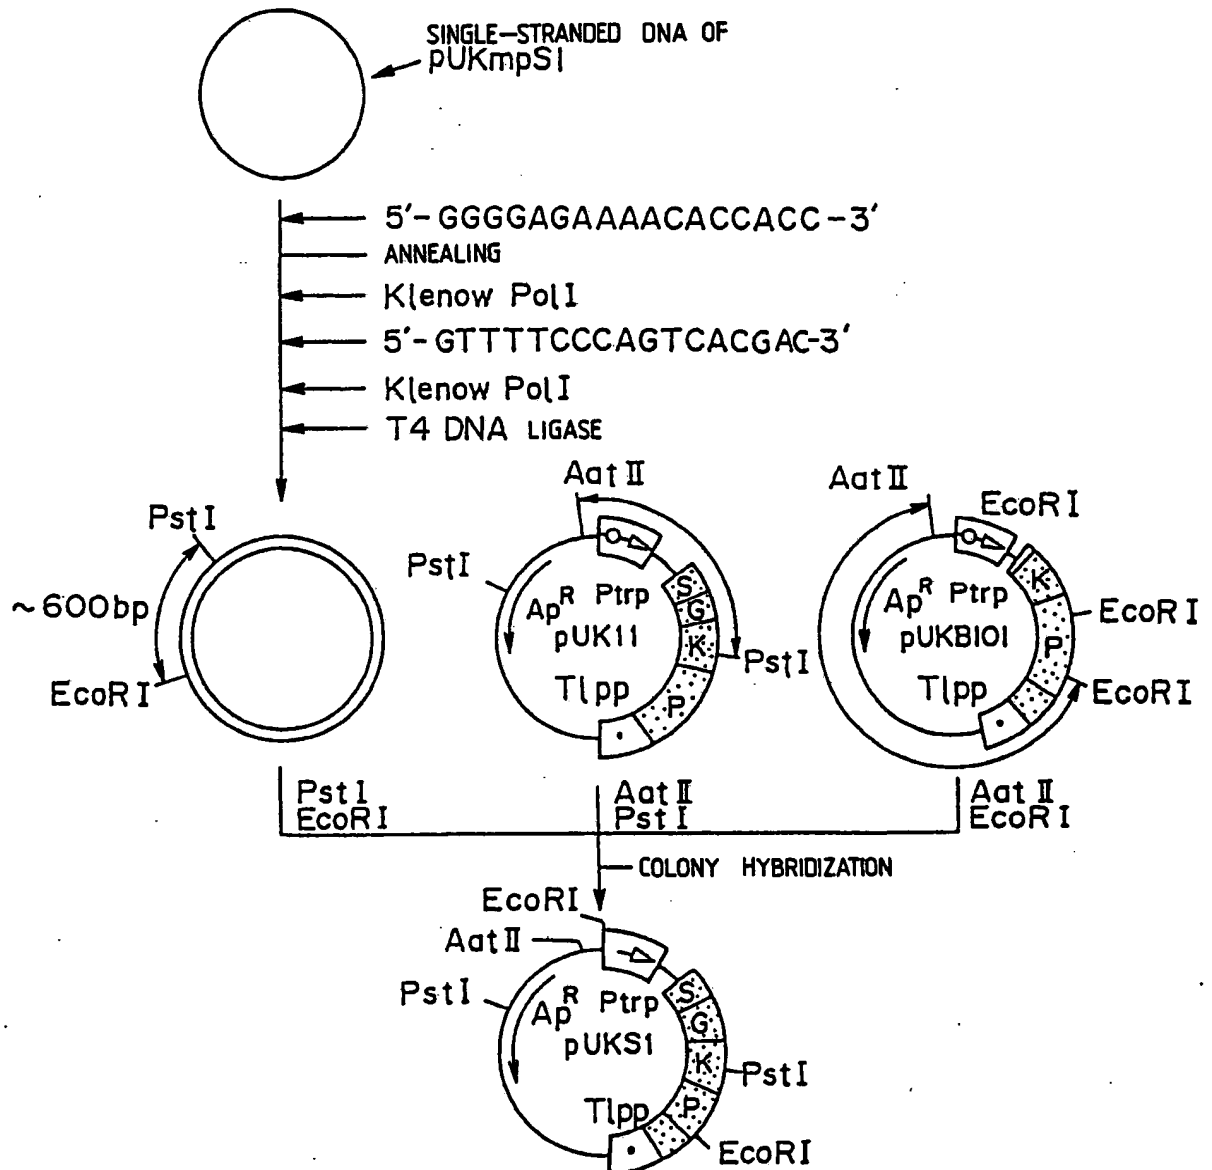 SINGLE-STRANDED DNA OF
pUKmpS1
5'-GGGGAGAAAACACCACC-3'
ANNEALING
Klenow PolI
5'-GTTTTCCCAGTCACGAC-3'
Klenow PolI
T4 DNA LIGASE
PstI
~600bp
EcoRI
AatII
PstI
Ap^R Ptrp
pUK11
Tlpp
S
G
K
P
PstI
AatII
EcoRI
Ap^R Ptrp
pUKB101
Tlpp
K
P
EcoRI
EcoRI
PstI
EcoRI
AatII
PstI
AatII
EcoRI
COLONY HYBRIDIZATION
EcoRI
AatII
PstI
Ap^R Ptrp
pUKS1
Tlpp
S
G
K
P
PstI
EcoRI